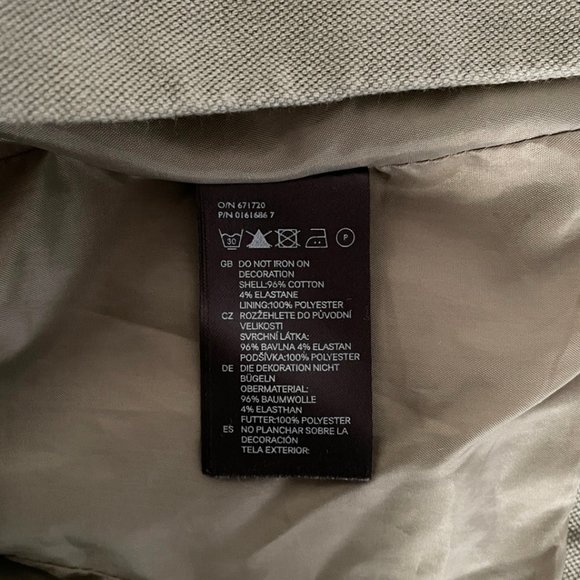 O/N 671720
P/N 0161686 7
30 P
GB DO NOT IRON ON
DECORATION
SHELL:96% COTTON
4% ELASTANE
LINING:100% POLYESTER
CZ ROZŽEHLETE DO PŮVODNÍ
VELIKOSTI
SVRCHNÍ LÁTKA:
96% BAVLNA 4% ELASTAN
PODŠÍVKA:100% POLYESTER
DE DIE DEKORATION NICHT
BÜGELN
OBERMATERIAL:
96% BAUMWOLLE
4% ELASTHAN
FUTTER:100% POLYESTER
ES NO PLANCHAR SOBRE LA
DECORACIÓN
TELA EXTERIOR: